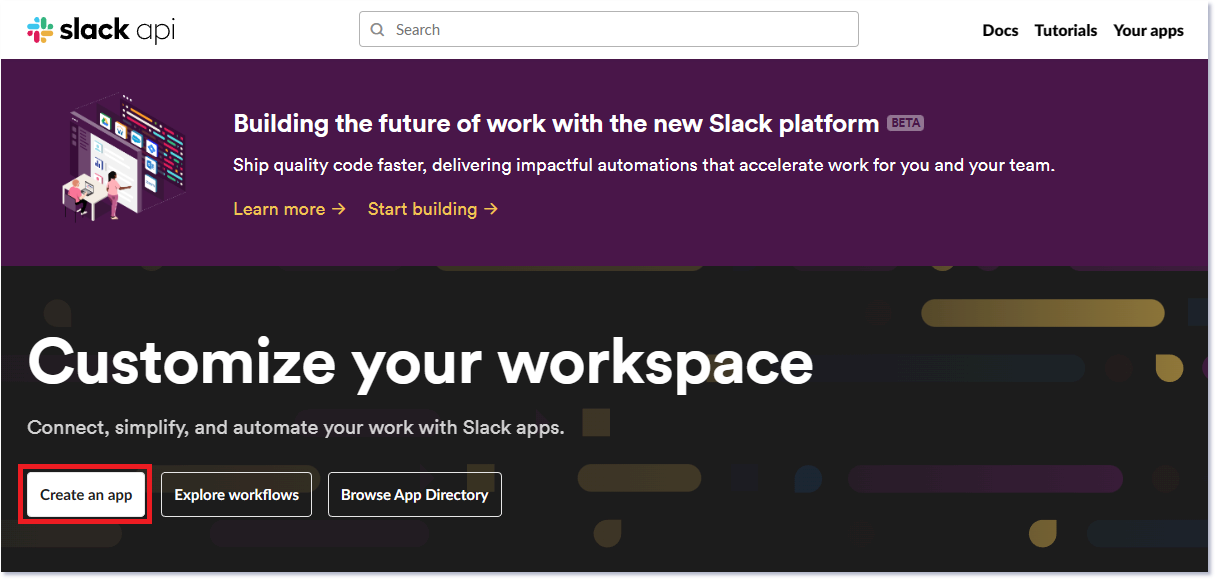 slack api
Search
Docs Tutorials Your apps
Building the future of work with the new Slack platform BETA
Ship quality code faster, delivering impactful automations that accelerate work for you and your team.
Learn more → Start building →
Customize your workspace
Connect, simplify, and automate your work with Slack apps.
Create an app Explore workflows Browse App Directory